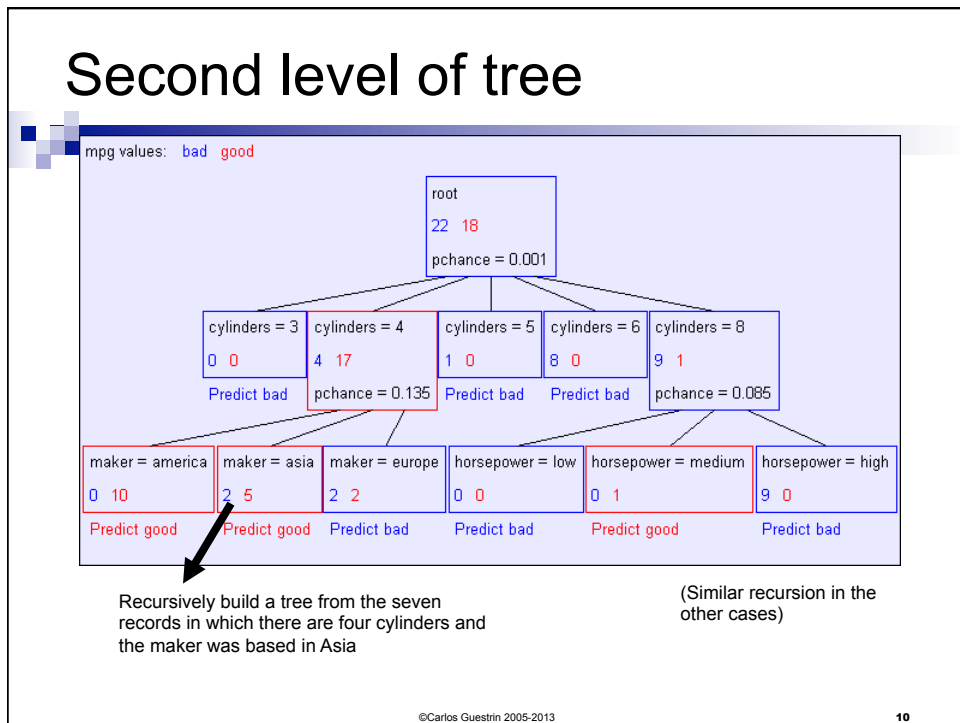 Second level of tree
mpg values: bad good
root
22 18
pchance = 0.001
cylinders = 3 cylinders = 4 cylinders = 5 cylinders = 6 cylinders = 8
0 0 4 17 1 0 8 0 9 1
Predict bad pchance = 0.135 Predict bad Predict bad pchance = 0.085
maker = america maker = asia maker = europe horsepower = low horsepower = medium horsepower = high
0 10 2 5 2 2 0 0 0 1 9 0
Predict good Predict good Predict bad Predict bad Predict good Predict bad
Recursively build a tree from the seven
records in which there are four cylinders and
the maker was based in Asia
(Similar recursion in the
other cases)
©Carlos Guestrin 2005-2013
10